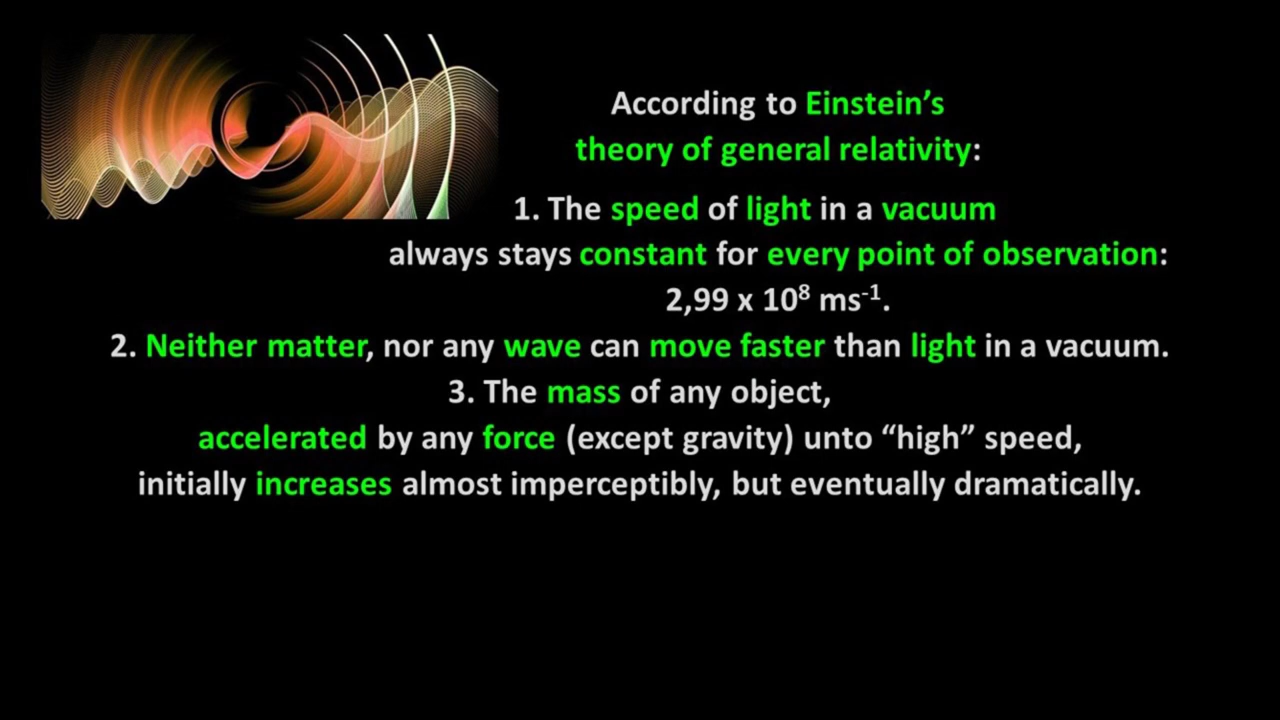 According to Einstein’s
theory of general relativity:
1. The speed of light in a vacuum
always stays constant for every point of observation:
2,99 x 10⁸ ms⁻¹.
2. Neither matter, nor any wave can move faster than light in a vacuum.
3. The mass of any object,
accelerated by any force (except gravity) unto “high” speed,
initially increases almost imperceptibly, but eventually dramatically.